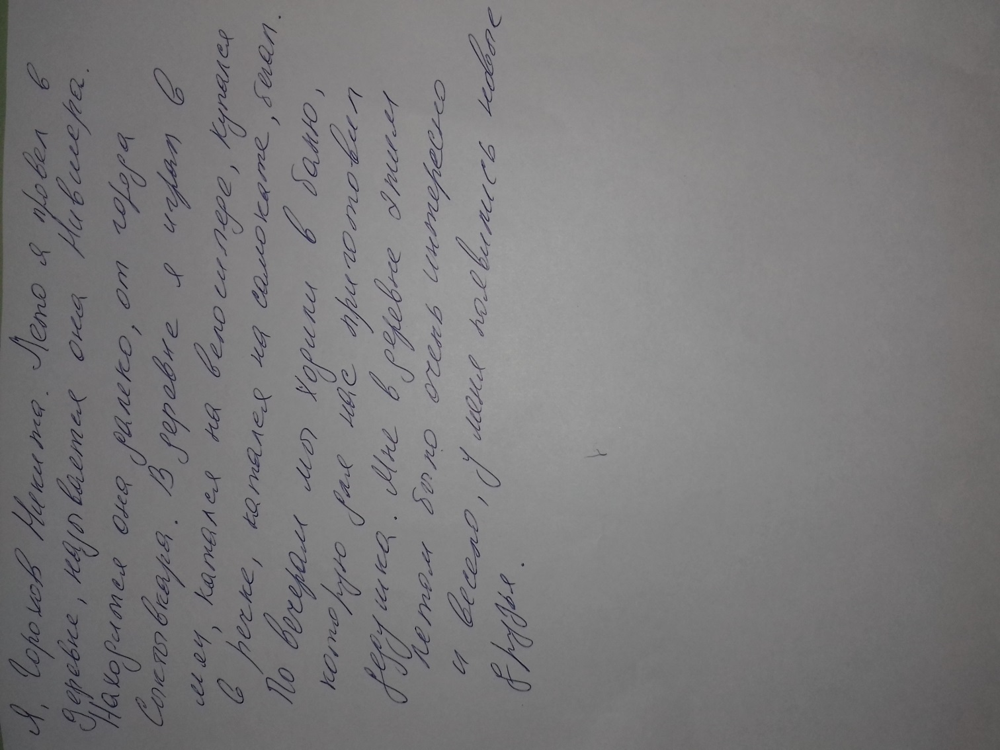 Я, Горохов Никита. Лето я провел в
деревне, называется она Нившера.
Находится она далеко, от города
Сыктывкара. В деревне я играл в
мяч, катался на велосипеде, купался
в речке, катался на самокате, бегал.
По вечерам мы ходили в баню,
которую для нас приготовил
дедушка. Мне в деревне этим
летом было очень интересно
и весело, у меня появились новые
друзья.